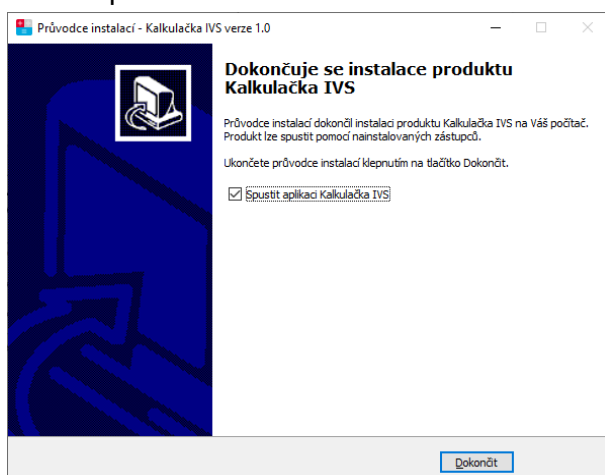 Průvodce instalací - Kalkulačka IVS verze 1.0
Dokončuje se instalace produktu
Kalkulačka IVS
Průvodce instalací dokončil instalaci produktu Kalkulačka IVS na Váš počítač.
Produkt lze spustit pomocí nainstalovaných zástupců.
Ukončete průvodce instalací klepnutím na tlačítko Dokončit.
Spustit aplikaci Kalkulačka IVS
Dokončit